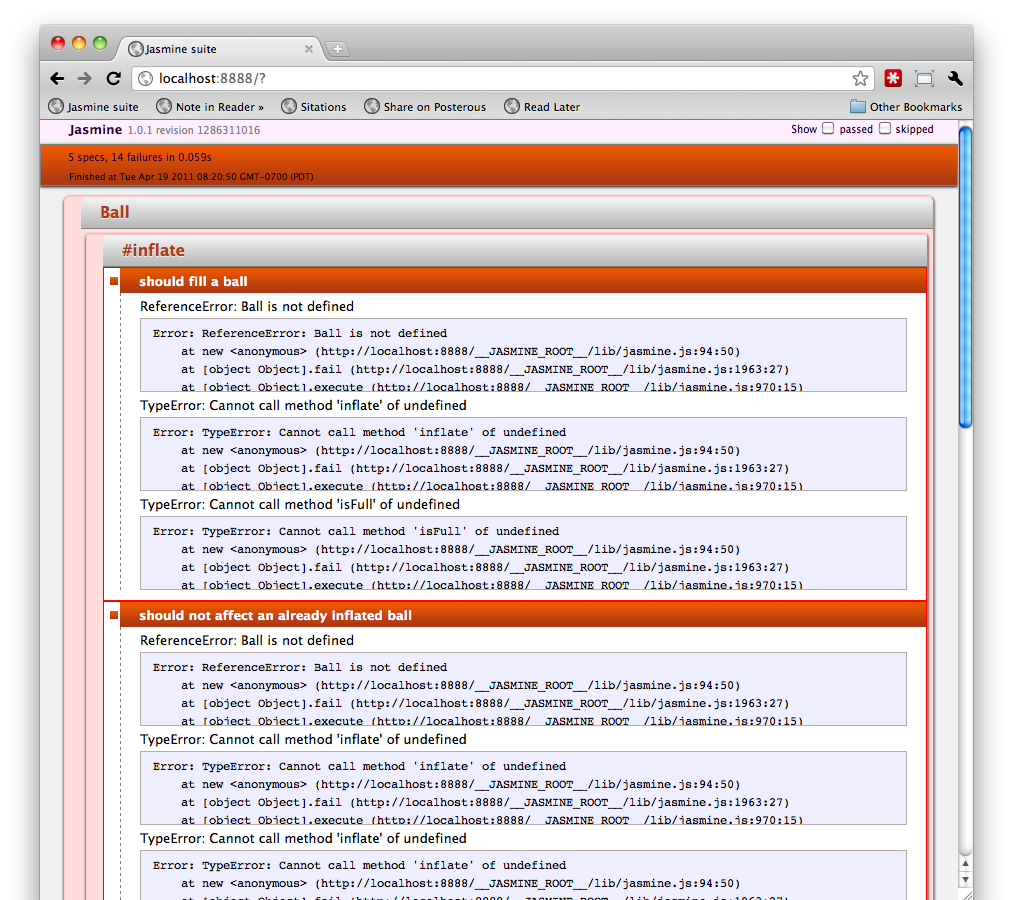 Jasmine suite
localhost:8888/?
Jasmine suite Note in Reader » Sitations Share on Posterous Read Later Other Bookmarks
Jasmine 1.0.1 revision 1286311016 Show passed skipped
5 specs, 14 failures in 0.059s
Finished at Tue Apr 19 2011 08:20:50 GMT-0700 (PDT)
Ball
#inflate
should fill a ball
ReferenceError: Ball is not defined
Error: ReferenceError: Ball is not defined
at new <anonymous> (http://localhost:8888/__JASMINE_ROOT__/lib/jasmine.js:94:50)
at [object Object].fail (http://localhost:8888/__JASMINE_ROOT__/lib/jasmine.js:1963:27)
at [object Object].execute (http://localhost:8888/__JASMINE_ROOT__/lib/jasmine.js:970:15)
TypeError: Cannot call method 'inflate' of undefined
Error: TypeError: Cannot call method 'inflate' of undefined
at new <anonymous> (http://localhost:8888/__JASMINE_ROOT__/lib/jasmine.js:94:50)
at [object Object].fail (http://localhost:8888/__JASMINE_ROOT__/lib/jasmine.js:1963:27)
at [object Object].execute (http://localhost:8888/__JASMINE_ROOT__/lib/jasmine.js:970:15)
TypeError: Cannot call method 'isFull' of undefined
Error: TypeError: Cannot call method 'isFull' of undefined
at new <anonymous> (http://localhost:8888/__JASMINE_ROOT__/lib/jasmine.js:94:50)
at [object Object].fail (http://localhost:8888/__JASMINE_ROOT__/lib/jasmine.js:1963:27)
at [object Object].execute (http://localhost:8888/__JASMINE_ROOT__/lib/jasmine.js:970:15)
should not affect an already inflated ball
ReferenceError: Ball is not defined
Error: ReferenceError: Ball is not defined
at new <anonymous> (http://localhost:8888/__JASMINE_ROOT__/lib/jasmine.js:94:50)
at [object Object].fail (http://localhost:8888/__JASMINE_ROOT__/lib/jasmine.js:1963:27)
at [object Object].execute (http://localhost:8888/__JASMINE_ROOT__/lib/jasmine.js:970:15)
TypeError: Cannot call method 'inflate' of undefined
Error: TypeError: Cannot call method 'inflate' of undefined
at new <anonymous> (http://localhost:8888/__JASMINE_ROOT__/lib/jasmine.js:94:50)
at [object Object].fail (http://localhost:8888/__JASMINE_ROOT__/lib/jasmine.js:1963:27)
at [object Object].execute (http://localhost:8888/__JASMINE_ROOT__/lib/jasmine.js:970:15)
TypeError: Cannot call method 'inflate' of undefined
Error: TypeError: Cannot call method 'inflate' of undefined
at new <anonymous> (http://localhost:8888/__JASMINE_ROOT__/lib/jasmine.js:94:50)